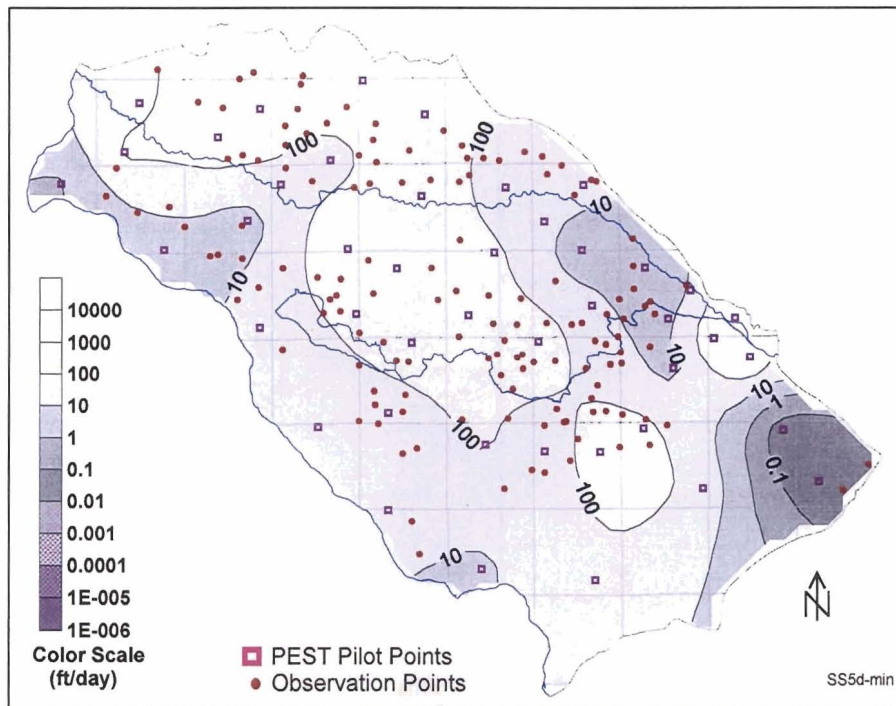 100
100
10
10
10
10
1
0.1
100
100
10
10000
1000
100
10
1
0.1
0.01
0.001
0.0001
1E-005
1E-006
Color Scale
(ft/day)
PEST Pilot Points
Observation Points
N
SS5d-min